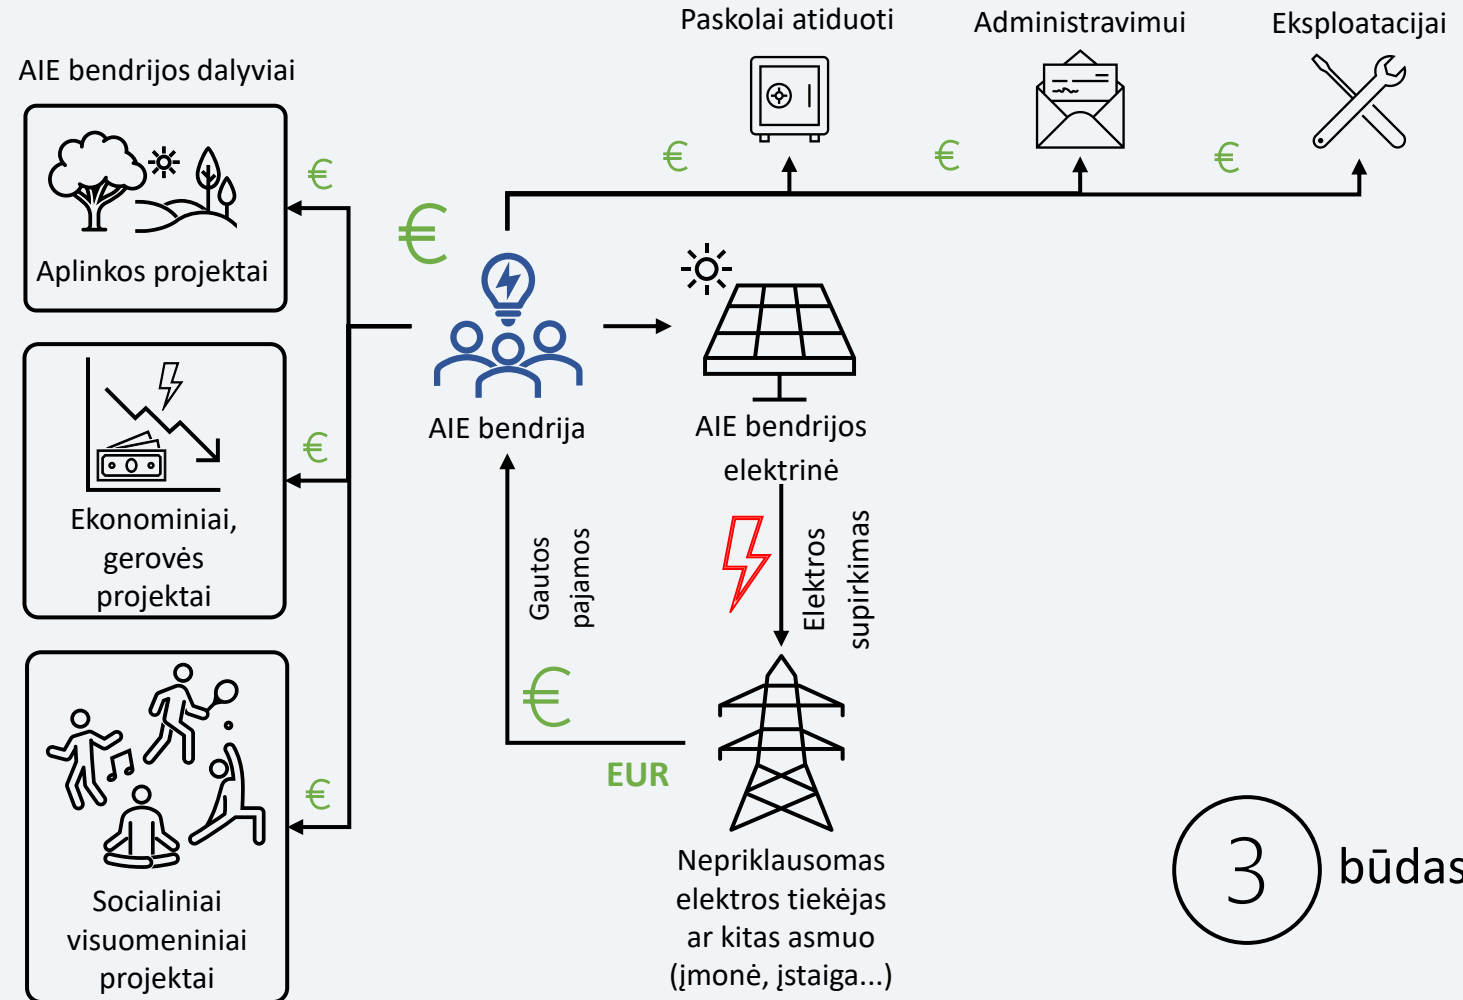 Paskolai atiduoti
Administravimui
Eksploatacijai
AIE bendrijos dalyviai
€
€
€
€
€
Aplinkos projektai
AIE bendrija
AIE bendrijos
elektrinė
€
Ekonominiai,
gerovės
projektai
Gautos
pajamos
Elektros
supirkimas
€
EUR
€
Socialiniai
visuomeniniai
projektai
Nepriklausomas
elektros tiekėjas
ar kitas asmuo
(įmonė, įstaiga...)
3
būdas